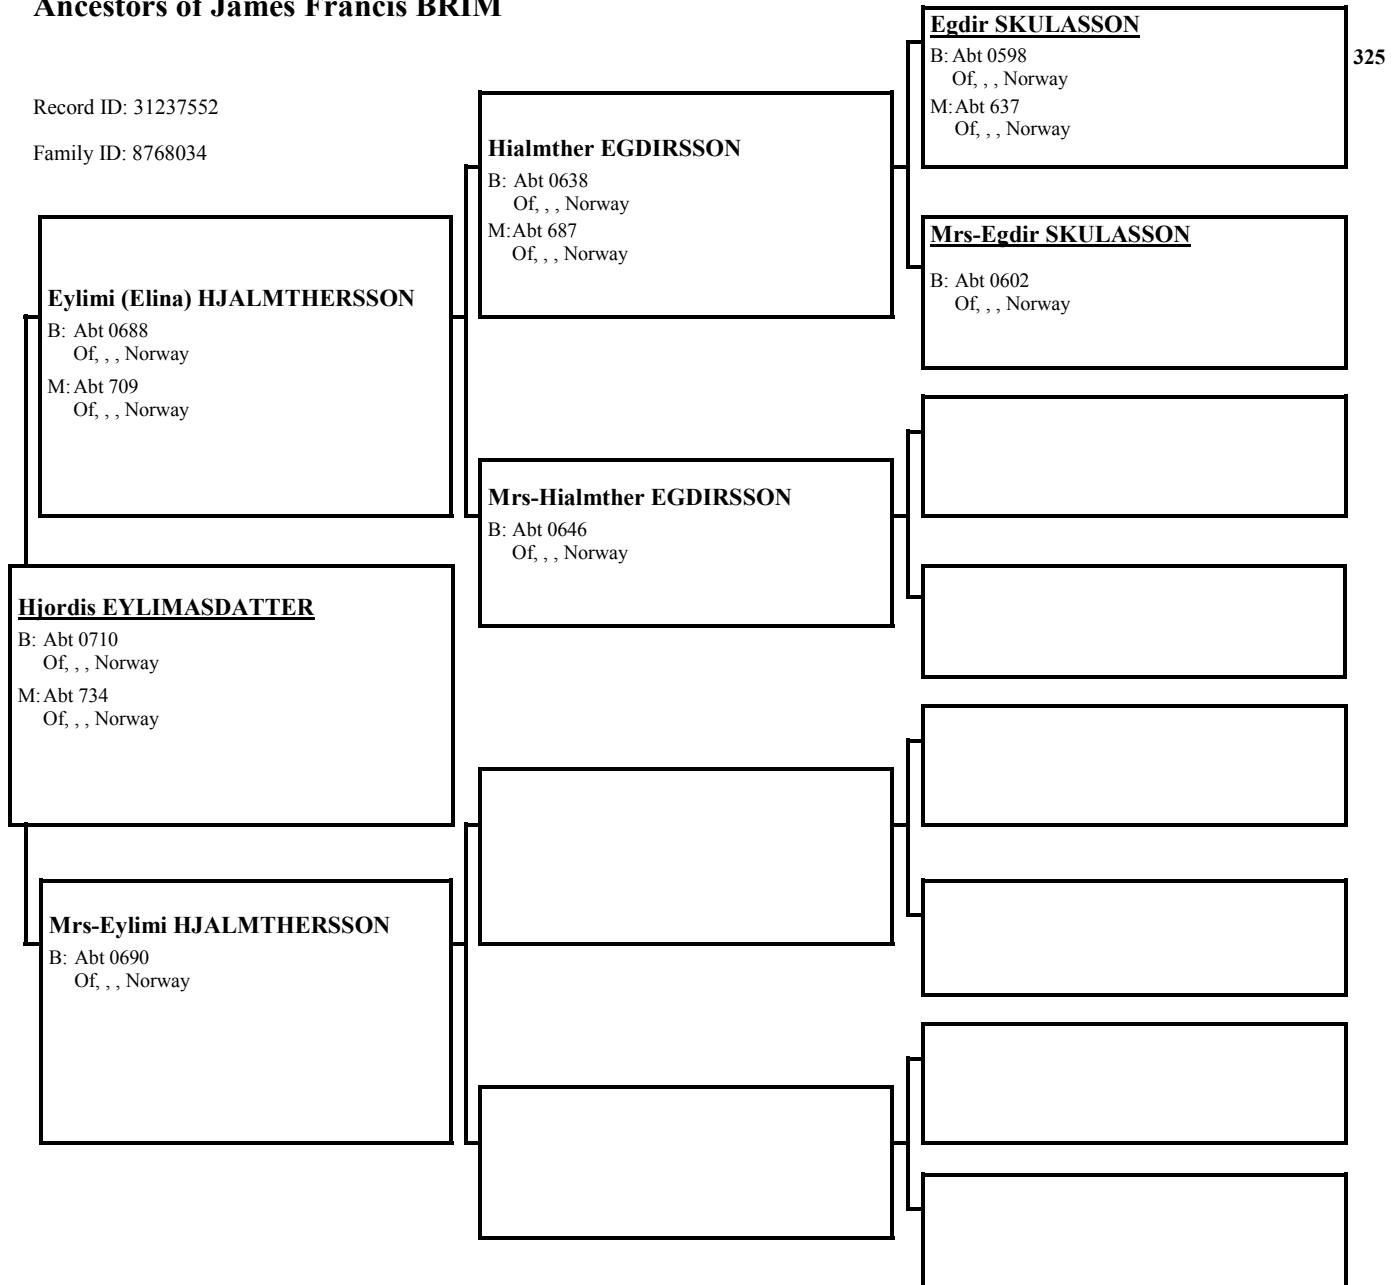 Ancestors of James Francis BRIM
Record ID: 31237552
Family ID: 8768034
Hjordis EYLIMASDATTER
B: Abt 0710
Of, , , Norway
M: Abt 734
Of, , , Norway
Eylimi (Elina) HJALMTHERSSON
B: Abt 0688
Of, , , Norway
M: Abt 709
Of, , , Norway
Mrs-Eylimi HJALMTHERSSON
B: Abt 0690
Of, , , Norway
Hialmther EGDIRSSON
B: Abt 0638
Of, , , Norway
M: Abt 687
Of, , , Norway
Mrs-Hialmther EGDIRSSON
B: Abt 0646
Of, , , Norway
Egdir SKULASSON
B: Abt 0598
Of, , , Norway
M: Abt 637
Of, , , Norway
325
Mrs-Egdir SKULASSON
B: Abt 0602
Of, , , Norway